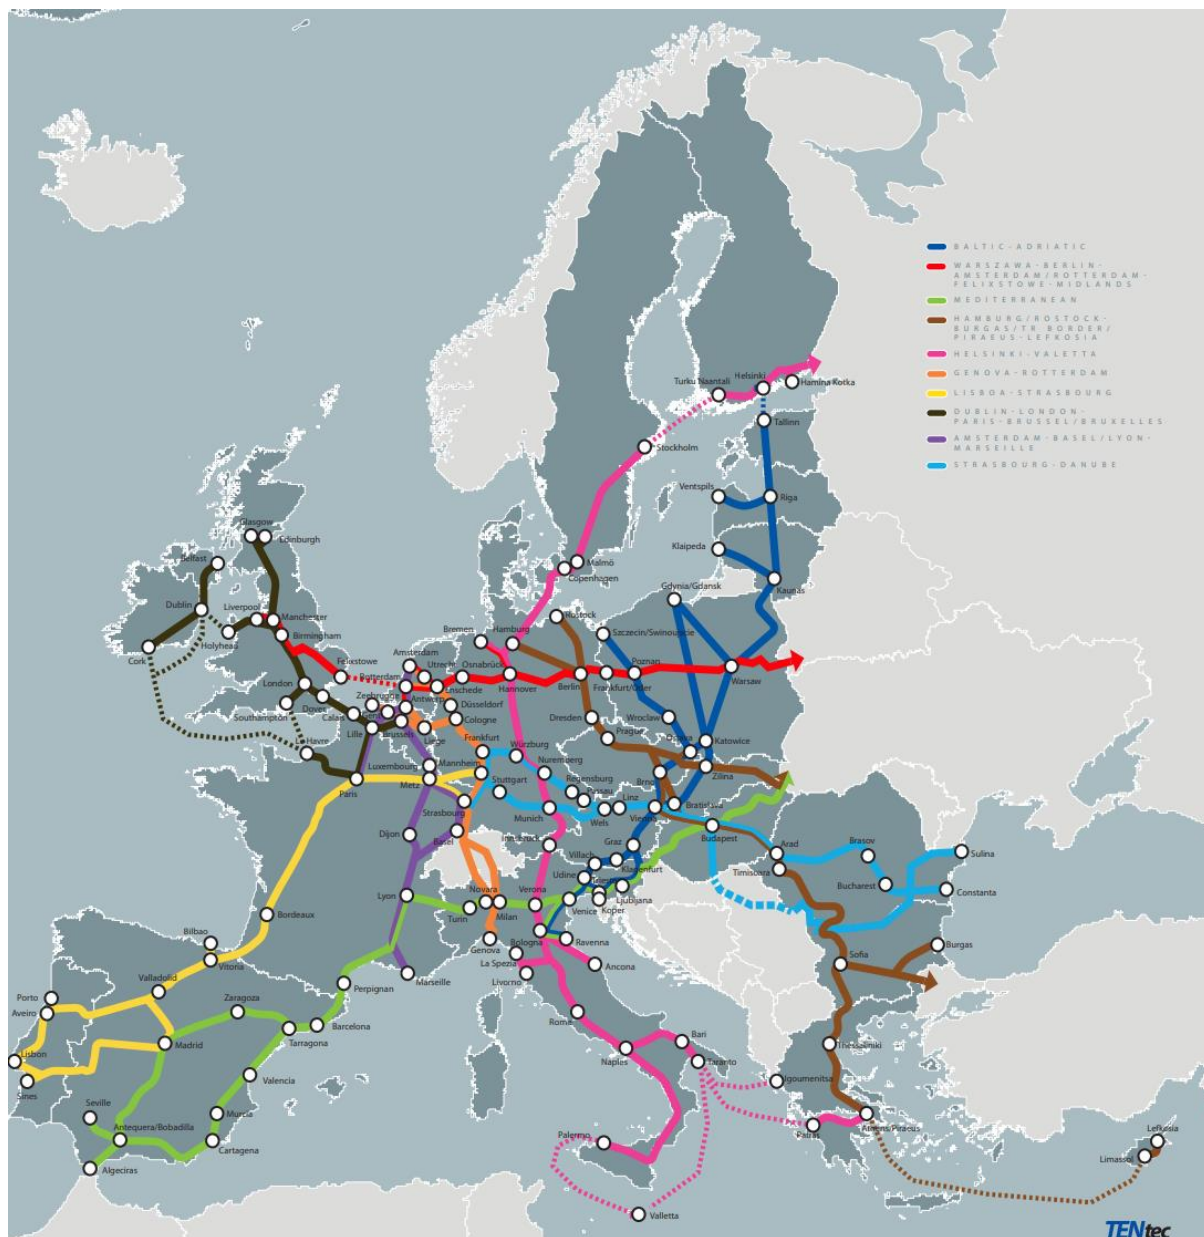 BALTIC-ADRIATIC
WARSZAWA-BERLIN-
AMSTERDAM/ROTTERDAM-
FELIXSTOWE-MIDLANDS
MEDITERRANEAN
HAMBURG/ROSTOCK-
BURGAS/TR BORDER/
PIRAEUS-LEFKOSIA
HELSINKI-VALETTA
GENOVA-ROTTERDAM
LISBOA-STRASBOURG
DUBLIN-LONDON-
PARIS-BRUSSEL/BRUXELLES
AMSTERDAM-BASEL/LYON-
MARSEILLE
STRASBOURG-DANUBE
Helsinki
Turku Naantali
Hamina Kotka
Tallinn
Stockholm
Ventspils
Riga
Glasgow
Edinburgh
Klaipeda
Belfast
Malmö
Copenhagen
Kaunas
Gdynia/Gdansk
Dublin
Liverpool
Manchester
Rostock
Holyhead
Birmingham
Bremen
Hamburg
Szczecin/Swinoujscie
Cork
Amsterdam
Felixstowe
Utrecht
Osnabrück
Poznan
Rotterdam
Hannover
Berlin
Frankfurt/Oder
Warsaw
London
Zeebrugge
Enschede
Antwerp
Düsseldorf
Southampton
Dover
Calais
Cologne
Dresden
Wroclaw
Lille
Brussels
Liege
Prague
Ostava
Katowice
Le Havre
Frankfurt
Würzburg
Luxembourg
Mannheim
Nuremberg
Zilina
Paris
Metz
Stuttgart
Regensburg
Brno
Passau
Strasbourg
Munich
Wels
Linz
Vienna
Bratislava
Budapest
Dijon
Basel
Innsbruck
Graz
Arad
Brasov
Sulina
Villach
Klagenfurt
Timisoara
Udine
Bucharest
Constanta
Lyon
Novara
Verona
Ljubljana
Turin
Milan
Venice
Koper
Bordeaux
Bilbao
Genova
Bologna
Ravenna
Burgas
Vitoria
La Spezia
Ancona
Sofia
Valladolid
Marseille
Livorno
Perpignan
Porto
Zaragoza
Aveiro
Rome
Barcelona
Tarragona
Madrid
Bari
Thessaliniki
Lisbon
Naples
Taranto
Valencia
Sines
Igoumenitsa
Seville
Murcia
Antequera/Bobadilla
Patras
Athens/Piraeus
Lefkosia
Palermo
Cartagena
Limassol
Algeciras
Valletta
TENtec